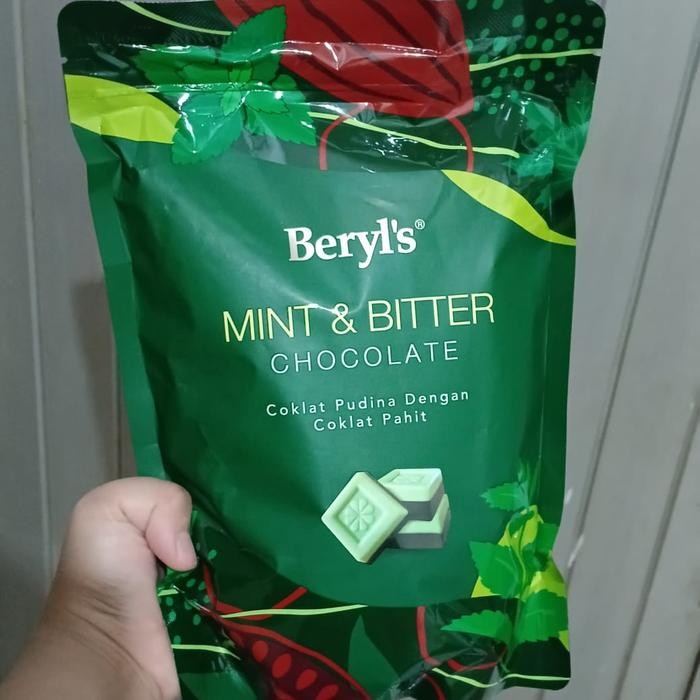 Beryl's®
MINT & BITTER
CHOCOLATE
Coklat Pudina Dengan
Coklat Pahit